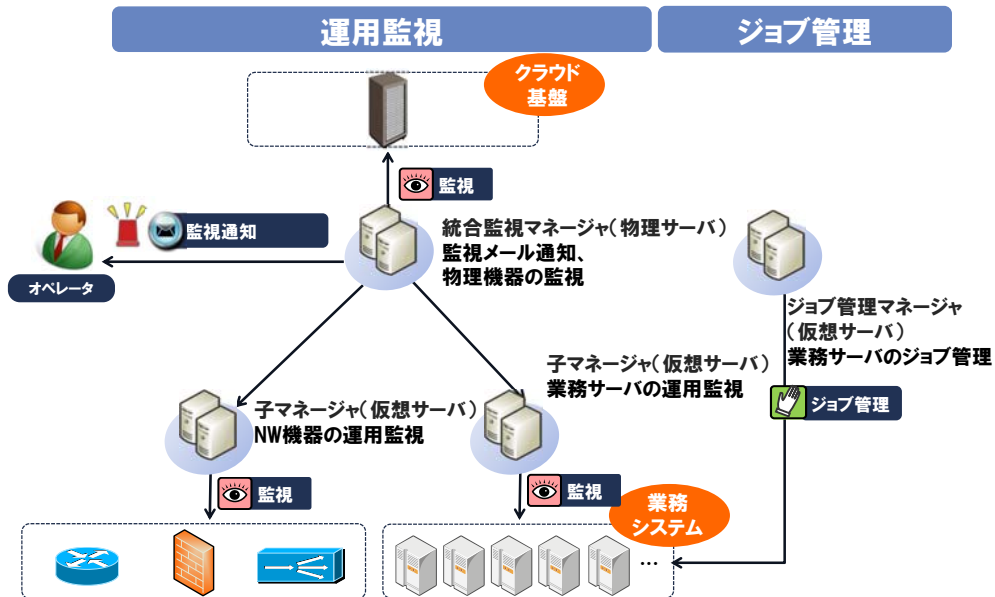 運用監視
ジョブ管理
クラウド
基盤
監視
監視通知
オペレータ
統合監視マネージャ(物理サーバ)
監視メール通知、
物理機器の監視
ジョブ管理マネージャ
(仮想サーバ)
業務サーバのジョブ管理
子マネージャ(仮想サーバ)
業務サーバの運用監視
ジョブ管理
子マネージャ(仮想サーバ)
NW機器の運用監視
監視
監視
業務
システム
…